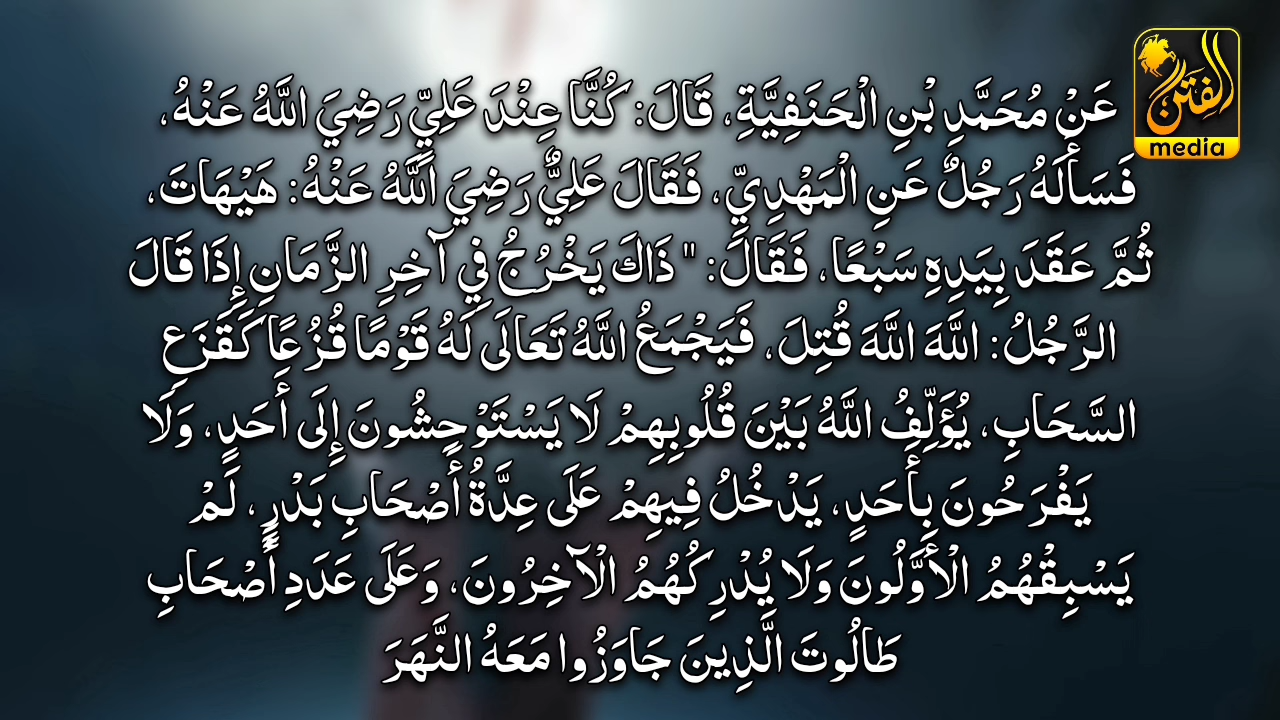 الفتن
media
عَنْ مُحَمَّدِ بْنِ الْحَنَفِيَّةِ، قَالَ: كُنَّا عِنْدَ عَلِيٍّ رَضِيَ اللَّهُ عَنْهُ،
فَسَأَلَهُ رَجُلٌ عَنِ الْمَهْدِيِّ، فَقَالَ عَلِيٌّ رَضِيَ اللَّهُ عَنْهُ: هَيْهَاتَ،
ثُمَّ عَقَدَ بِيَدِهِ سَبْعًا، فَقَالَ: " ذَاكَ يَخْرُجُ فِي آخِرِ الزَّمَانِ إِذَا قَالَ
الرَّجُلُ: اللَّهَ اللَّهَ قُتِلَ، فَيَجْمَعُ اللَّهُ تَعَالَى لَهُ قَوْمًا قُزُعًا كَقَزَعِ
السَّحَابِ، يُؤَلِّفُ اللَّهُ بَيْنَ قُلُوبِهِمْ لَا يَسْتَوْحِشُونَ إِلَى أَحَدٍ، وَلَا
يَفْرَحُونَ بِأَحَدٍ، يَدْخُلُ فِيهِمْ عَلَى عِدَّةِ أَصْحَابِ بَدْرٍ، لَمْ
يَسْبِقْهُمُ الْأَوَّلُونَ وَلَا يُدْرِكُهُمُ الْآخِرُونَ، وَعَلَى عَدَدِ أَصْحَابِ
طَالُوتَ الَّذِينَ جَاوَزُوا مَعَهُ النَّهَرَ